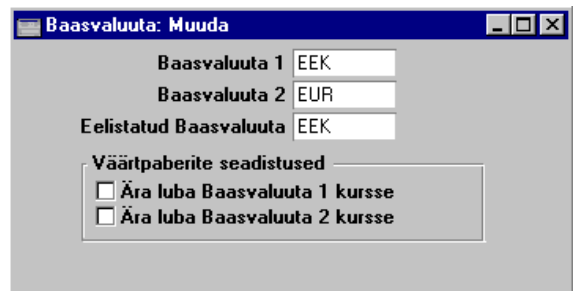 Baasvaluuta: Muuda
Baasvaluuta 1 EEK
Baasvaluuta 2 EUR
Eelistatud Baasvaluuta EEK
Väärtpaberite seadistused
Ära luba Baasvaluuta 1 kursse
Ära luba Baasvaluuta 2 kursse